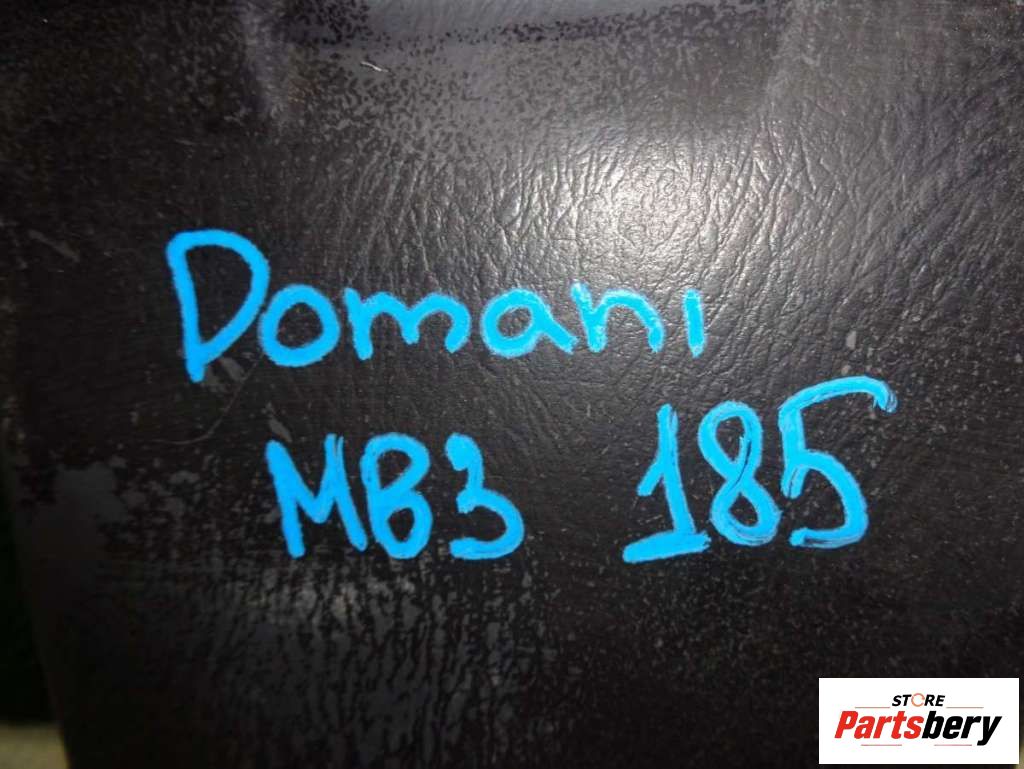 Domani
MB3 185
STORE
Partsbery